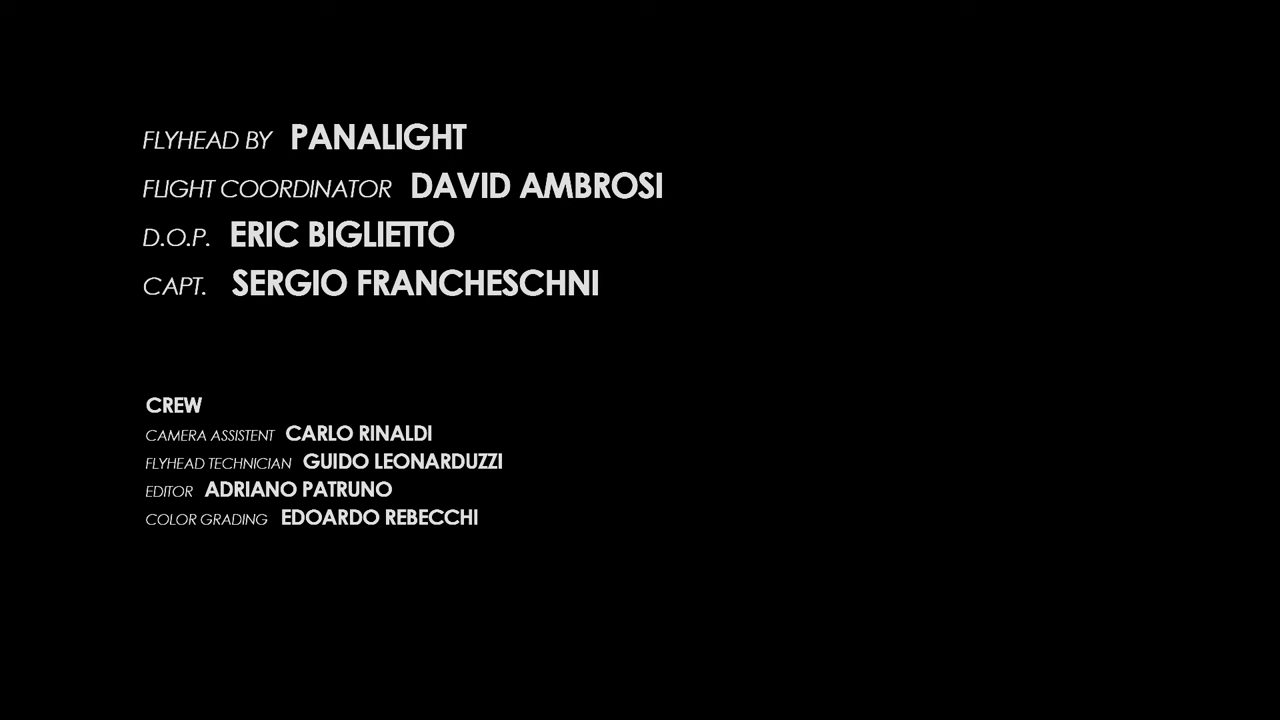 FLYHEAD BY PANALIGHT
FLIGHT COORDINATOR DAVID AMBROSI
D.O.P. ERIC BIGLIETTO
CAPT. SERGIO FRANCHESCHNI
CREW
CAMERA ASSISTENT CARLO RINALDI
FLYHEAD TECHNICIAN GUIDO LEONARDUZZI
EDITOR ADRIANO PATRUNO
COLOR GRADING EDOARDO REBECCHI